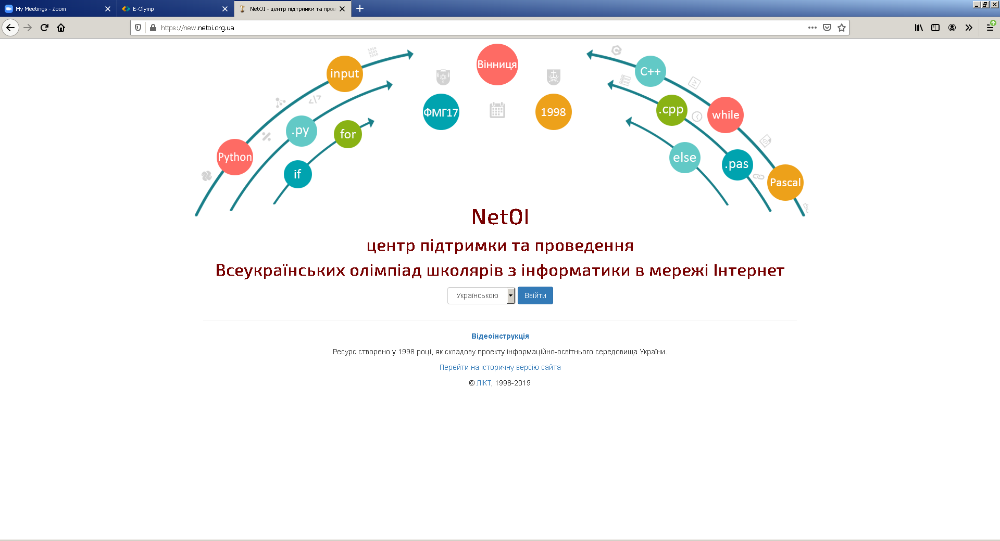 My Meetings - Zoom
E-Olymp
NetOI - центр підтримки та пров
https://new.netoi.org.ua
Вінниця
input
C++
ФМГ17
1998
.cpp
while
.py
for
Python
else
.pas
if
Pascal
NetOI
центр підтримки та проведення
Всеукраїнських олімпіад школярів з інформатики в мережі Інтернет
Українською
Ввійти
Відеоінструкція
Ресурс створено у 1998 році, як складову проекту інформаційно-освітнього середовища України.
Перейти на історичну версію сайта
© ЛІКТ, 1998-2019